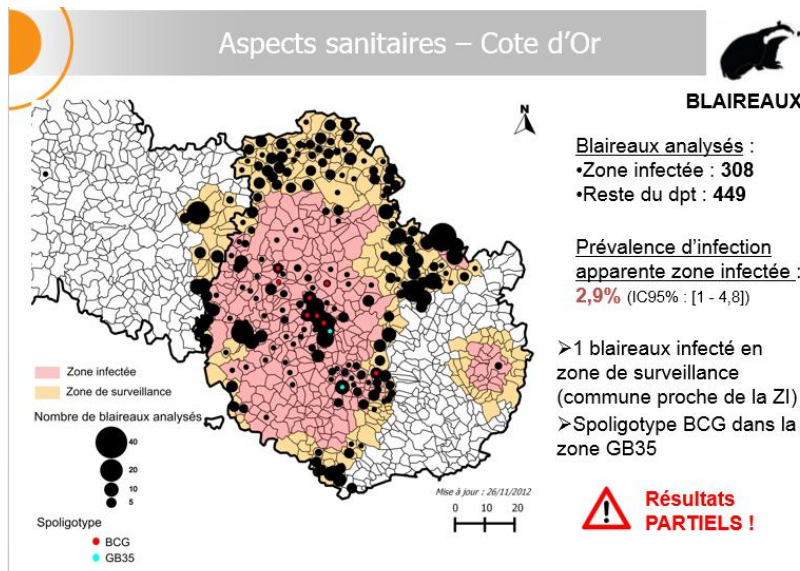 Aspects sanitaires – Cote d'Or
BLAIREAUX
N
Blaireaux analysés :
•Zone infectée : 308
•Reste du dpt : 449
Prévalence d'infection
apparente zone infectée :
2,9% (IC95% : [1 - 4,8])
➢1 blaireaux infecté en
zone de surveillance
(commune proche de la ZI)
➢Spoligotype BCG dans la
zone GB35
Résultats
PARTIELS !
Zone infectée
Zone de surveillance
Nombre de blaireaux analysés
40
20
10
5
Spoligotype
BCG
GB35
Mise à jour : 26/11/2012
0 10 20